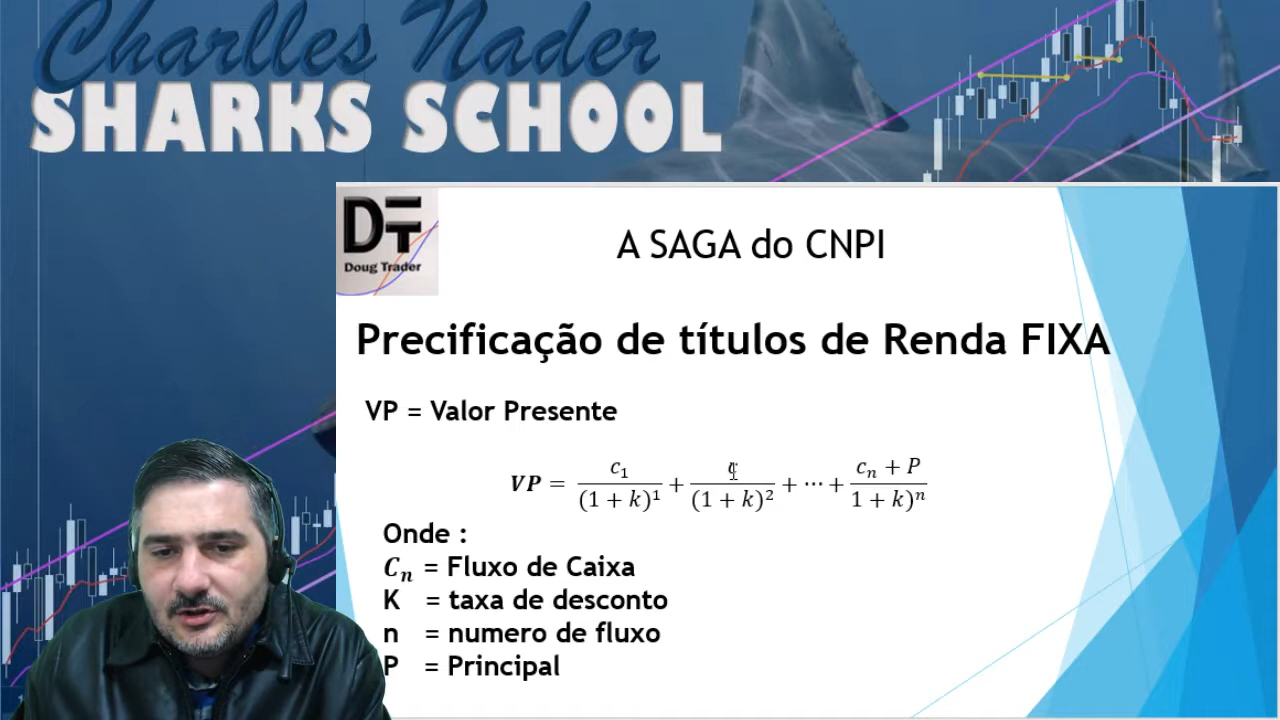 Charlles Nader
SHARKS SCHOOL
DT
Doug Trader
A SAGA do CNPI
Precificação de títulos de Renda FIXA
VP = Valor Presente
VP = c₁/(1 + k)¹ + c/(1 + k)² + ⋯ + cₙ + P/1 + k)ⁿ
Onde :
Cₙ = Fluxo de Caixa
K = taxa de desconto
n = numero de fluxo
P = Principal